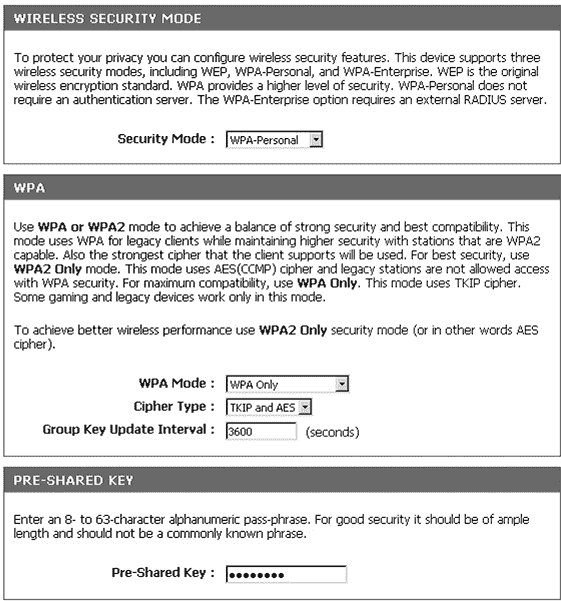 WIRELESS SECURITY MODE
To protect your privacy you can configure wireless security features. This device supports three
wireless security modes, including WEP, WPA-Personal, and WPA-Enterprise. WEP is the original
wireless encryption standard. WPA provides a higher level of security. WPA-Personal does not
require an authentication server. The WPA-Enterprise option requires an external RADIUS server.
Security Mode : WPA-Personal
WPA
Use WPA or WPA2 mode to achieve a balance of strong security and best compatibility. This
mode uses WPA for legacy clients while maintaining higher security with stations that are WPA2
capable. Also the strongest cipher that the client supports will be used. For best security, use
WPA2 Only mode. This mode uses AES(CCMP) cipher and legacy stations are not allowed access
with WPA security. For maximum compatibility, use WPA Only. This mode uses TKIP cipher.
Some gaming and legacy devices work only in this mode.
To achieve better wireless performance use WPA2 Only security mode (or in other words AES
cipher).
WPA Mode : WPA Only
Cipher Type : TKIP and AES
Group Key Update Interval : 3600 (seconds)
PRE-SHARED KEY
Enter an 8- to 63-character alphanumeric pass-phrase. For good security it should be of ample
length and should not be a commonly known phrase.
Pre-Shared Key : ••••••••